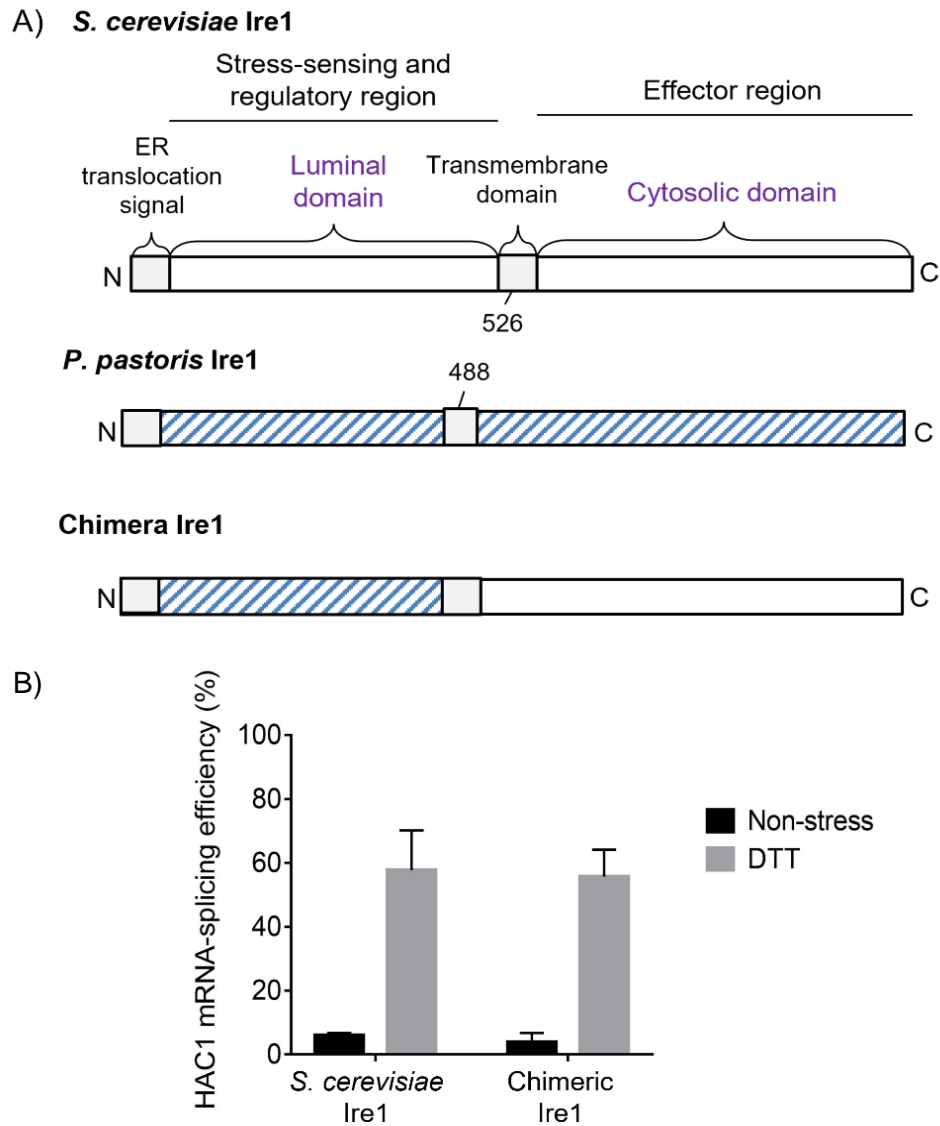 A) S. cerevisiae Ire1
Stress-sensing and
regulatory region
Effector region
ER
translocation
signal
Luminal
domain
Transmembrane
domain
Cytosolic domain
N
C
526
P. pastoris Ire1
488
N
C
Chimera Ire1
N
C
B)
HAC1 mRNA-splicing efficiency (%)
100
80
60
40
20
0
Non-stress
DTT
S. cerevisiae
Ire1
Chimeric
Ire1